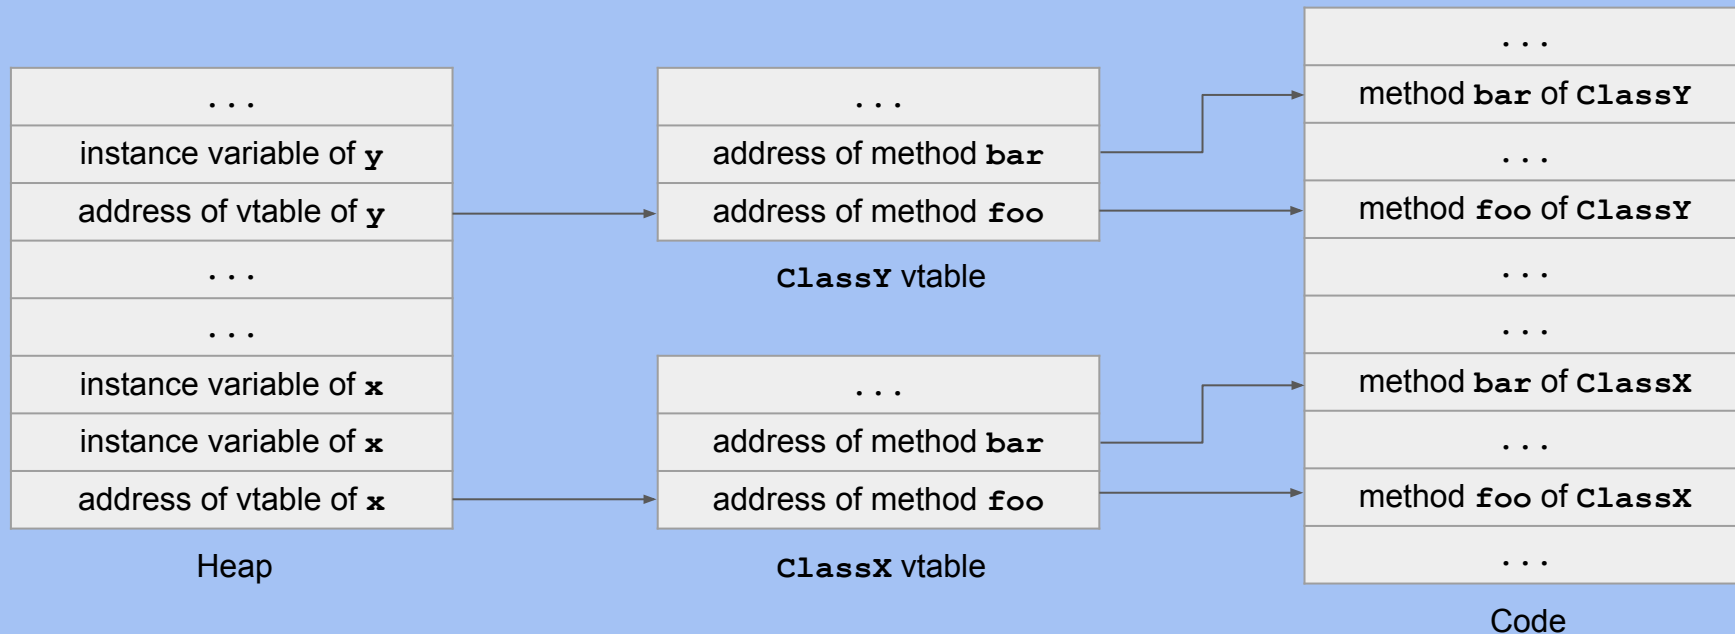 ...
instance variable of y
address of vtable of y
...
...
instance variable of x
instance variable of x
address of vtable of x
Heap
...
address of method bar
address of method foo
ClassY vtable
...
address of method bar
address of method foo
ClassX vtable
...
method bar of ClassY
...
method foo of ClassY
...
...
method bar of ClassX
...
method foo of ClassX
...
Code